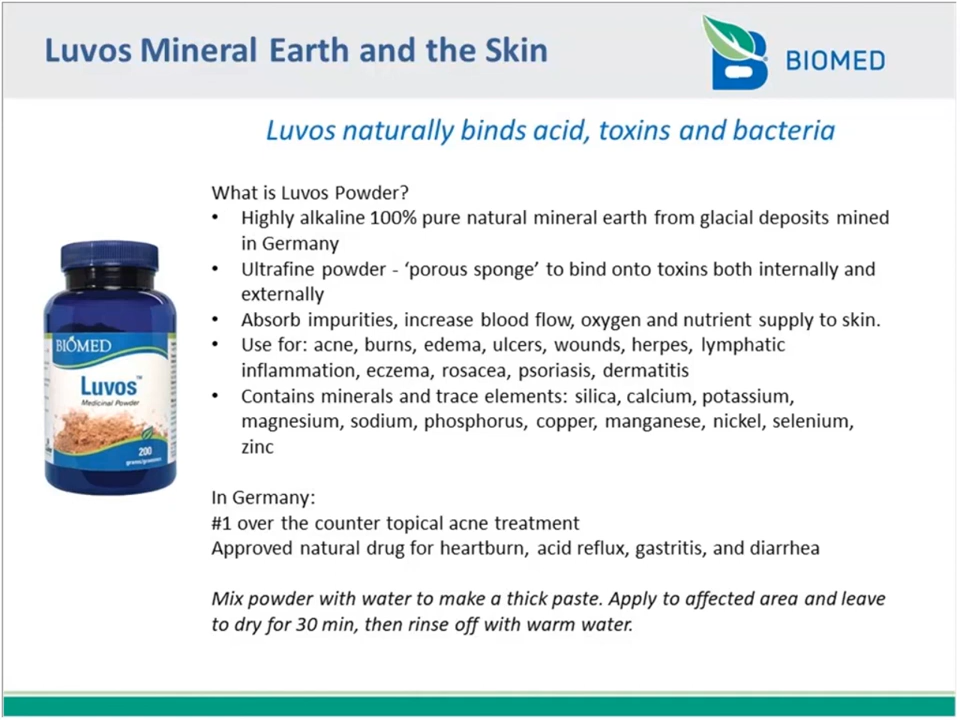 Luvos Mineral Earth and the Skin
BIOMED
Luvos naturally binds acid, toxins and bacteria
What is Luvos Powder?
• Highly alkaline 100% pure natural mineral earth from glacial deposits mined
in Germany
• Ultrafine powder - ‘porous sponge’ to bind onto toxins both internally and
externally
• Absorb impurities, increase blood flow, oxygen and nutrient supply to skin.
• Use for: acne, burns, edema, ulcers, wounds, herpes, lymphatic
inflammation, eczema, rosacea, psoriasis, dermatitis
• Contains minerals and trace elements: silica, calcium, potassium,
magnesium, sodium, phosphorus, copper, manganese, nickel, selenium,
zinc
BIOMED
Luvos™
Medicinal Powder
200
grams/grammes
In Germany:
#1 over the counter topical acne treatment
Approved natural drug for heartburn, acid reflux, gastritis, and diarrhea
Mix powder with water to make a thick paste. Apply to affected area and leave
to dry for 30 min, then rinse off with warm water.